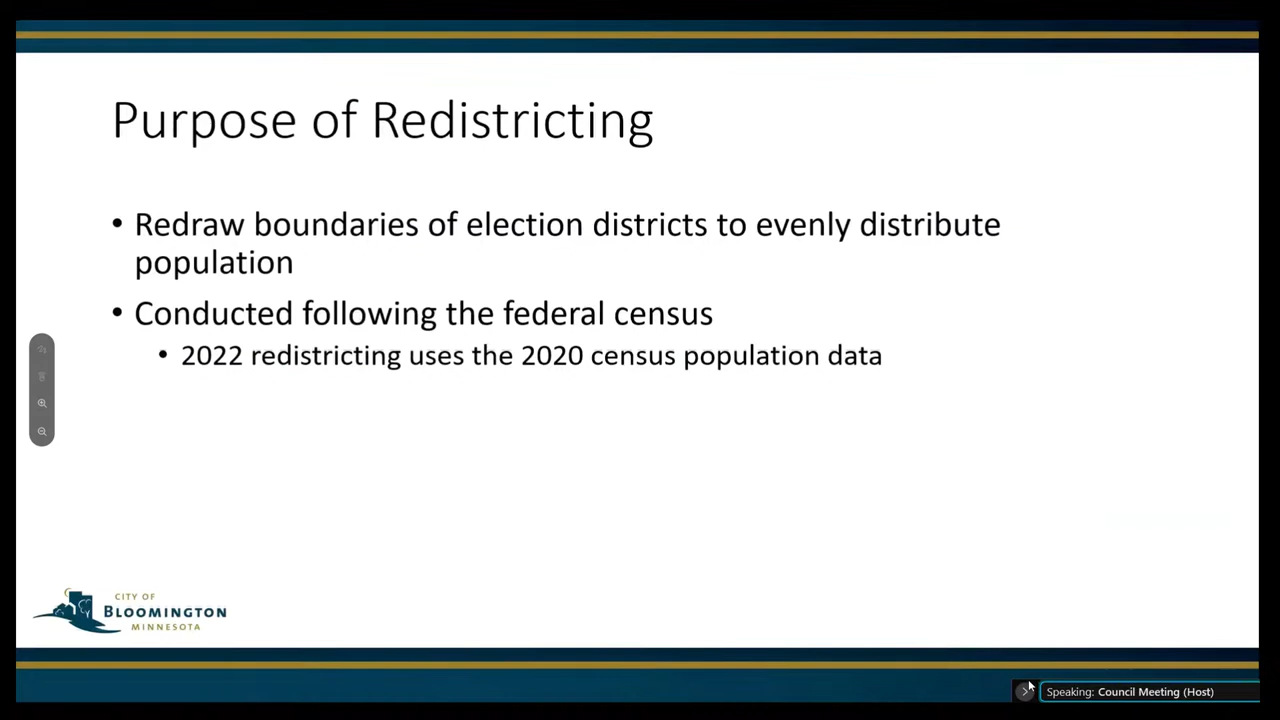 Purpose of Redistricting
• Redraw boundaries of election districts to evenly distribute
population
• Conducted following the federal census
• 2022 redistricting uses the 2020 census population data
CITY OF
BLOOMINGTON
MINNESOTA
Speaking: Council Meeting (Host)